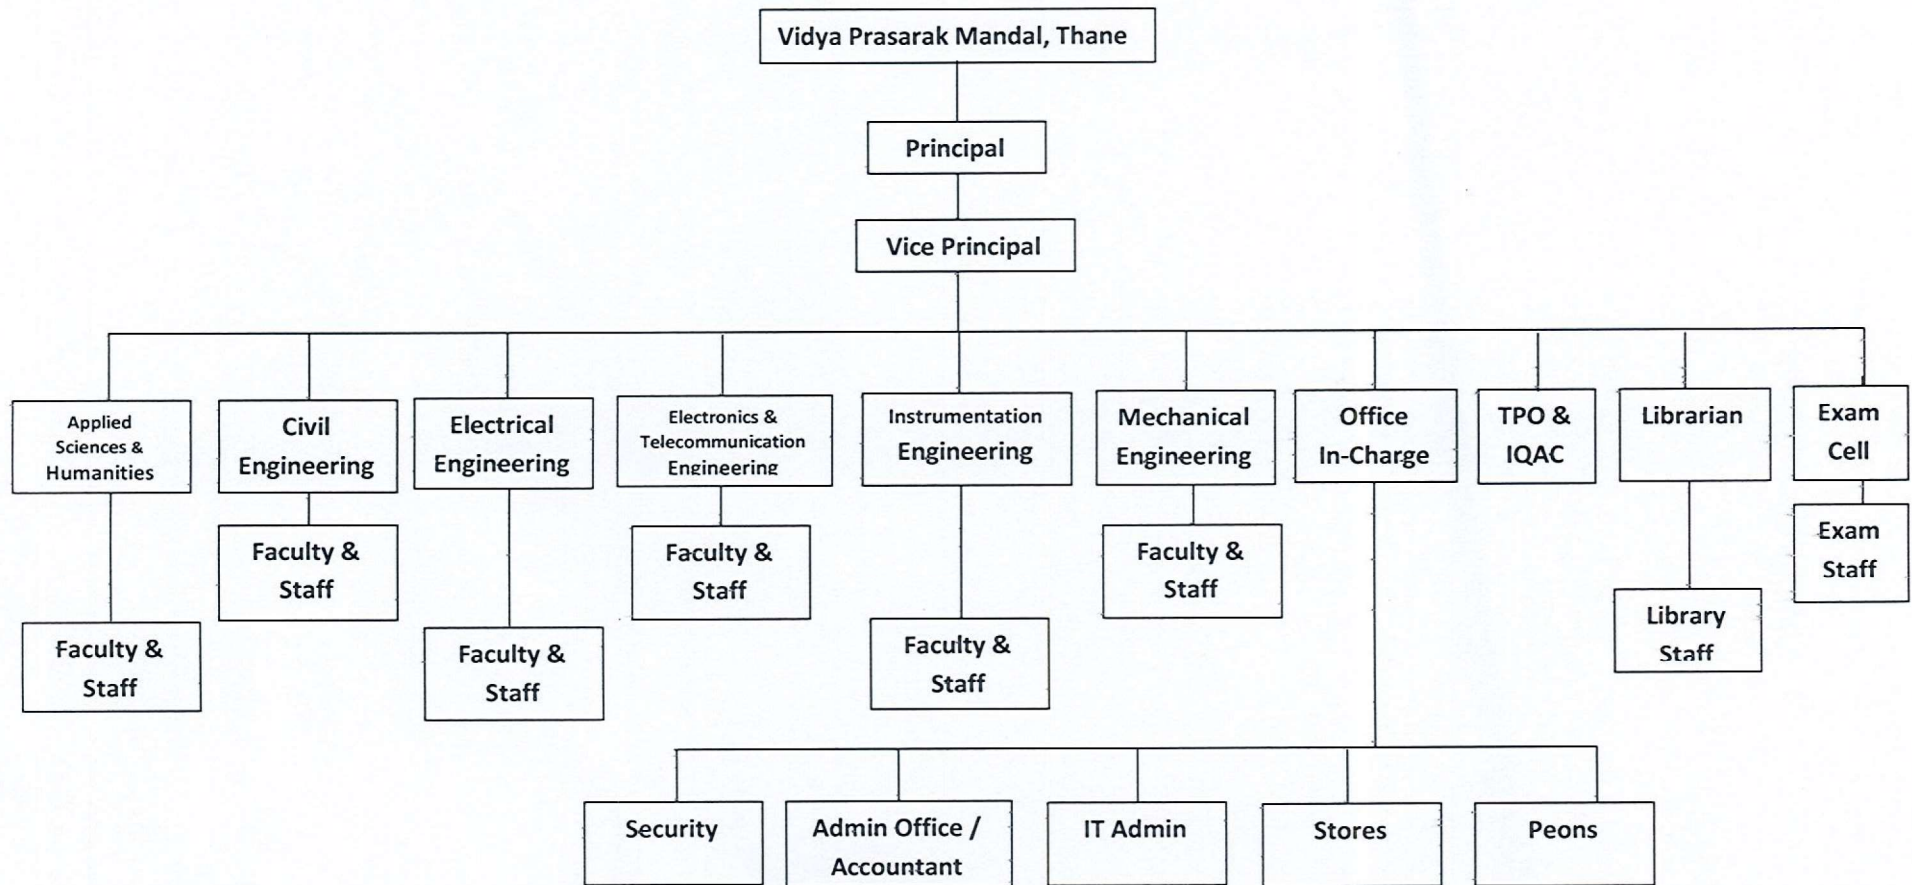 Vidya Prasarak Mandal, Thane
Principal
Vice Principal
Applied
Sciences &
Humanities
Civil
Engineering
Electrical
Engineering
Electronics &
Telecommunication
Engineering
Instrumentation
Engineering
Mechanical
Engineering
Office
In-Charge
TPO &
IQAC
Librarian
Exam
Cell
Faculty &
Staff
Faculty &
Staff
Faculty &
Staff
Faculty &
Staff
Faculty &
Staff
Faculty &
Staff
Library
Staff
Exam
Staff
Security
Admin Office /
Accountant
IT Admin
Stores
Peons